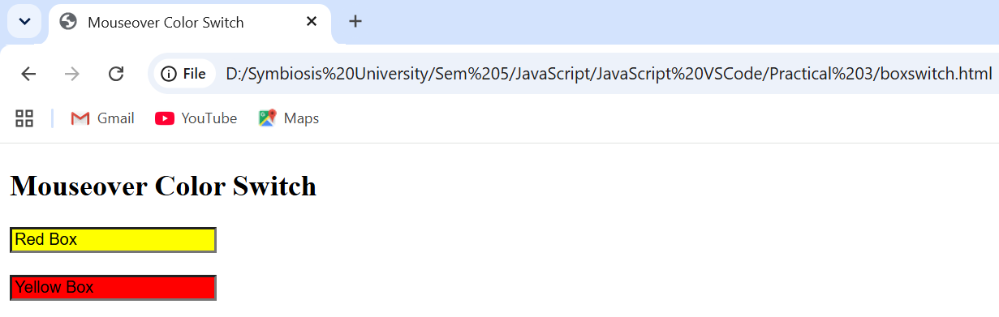 Mouseover Color Switch
File D:/Symbiosis%20University/Sem%205/JavaScript/JavaScript%20VSCode/Practical%203/boxswitch.html
Gmail YouTube Maps
Mouseover Color Switch
Red Box
Yellow Box